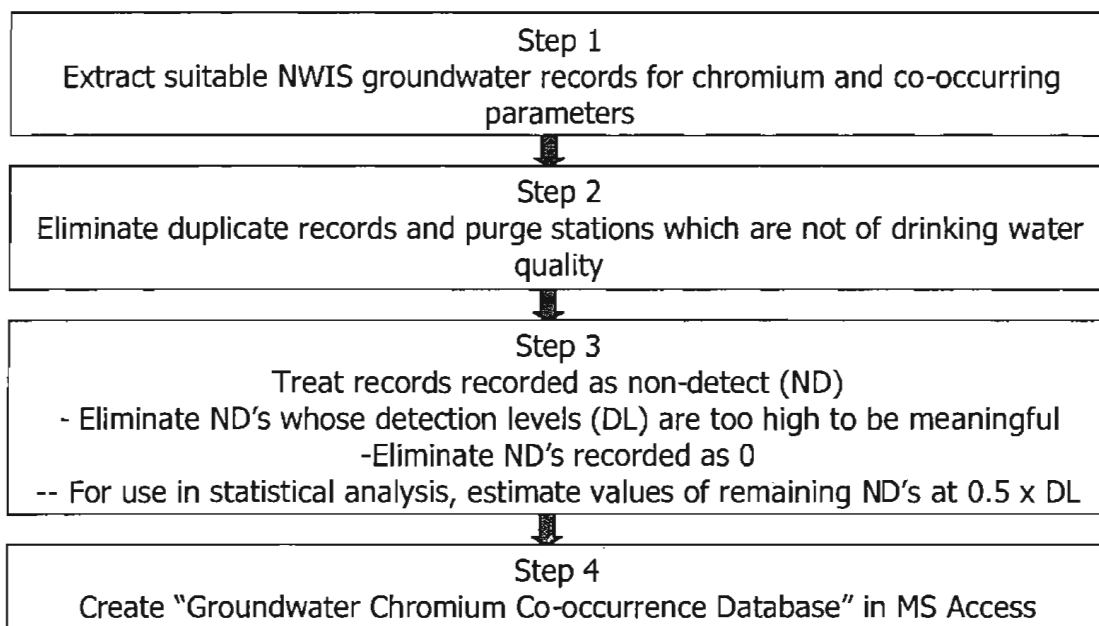 Step 1
Extract suitable NWIS groundwater records for chromium and co-occurring
parameters
Step 2
Eliminate duplicate records and purge stations which are not of drinking water
quality
Step 3
Treat records recorded as non-detect (ND)
- Eliminate ND's whose detection levels (DL) are too high to be meaningful
-Eliminate ND's recorded as 0
-- For use in statistical analysis, estimate values of remaining ND's at 0.5 x DL
Step 4
Create "Groundwater Chromium Co-occurrence Database" in MS Access